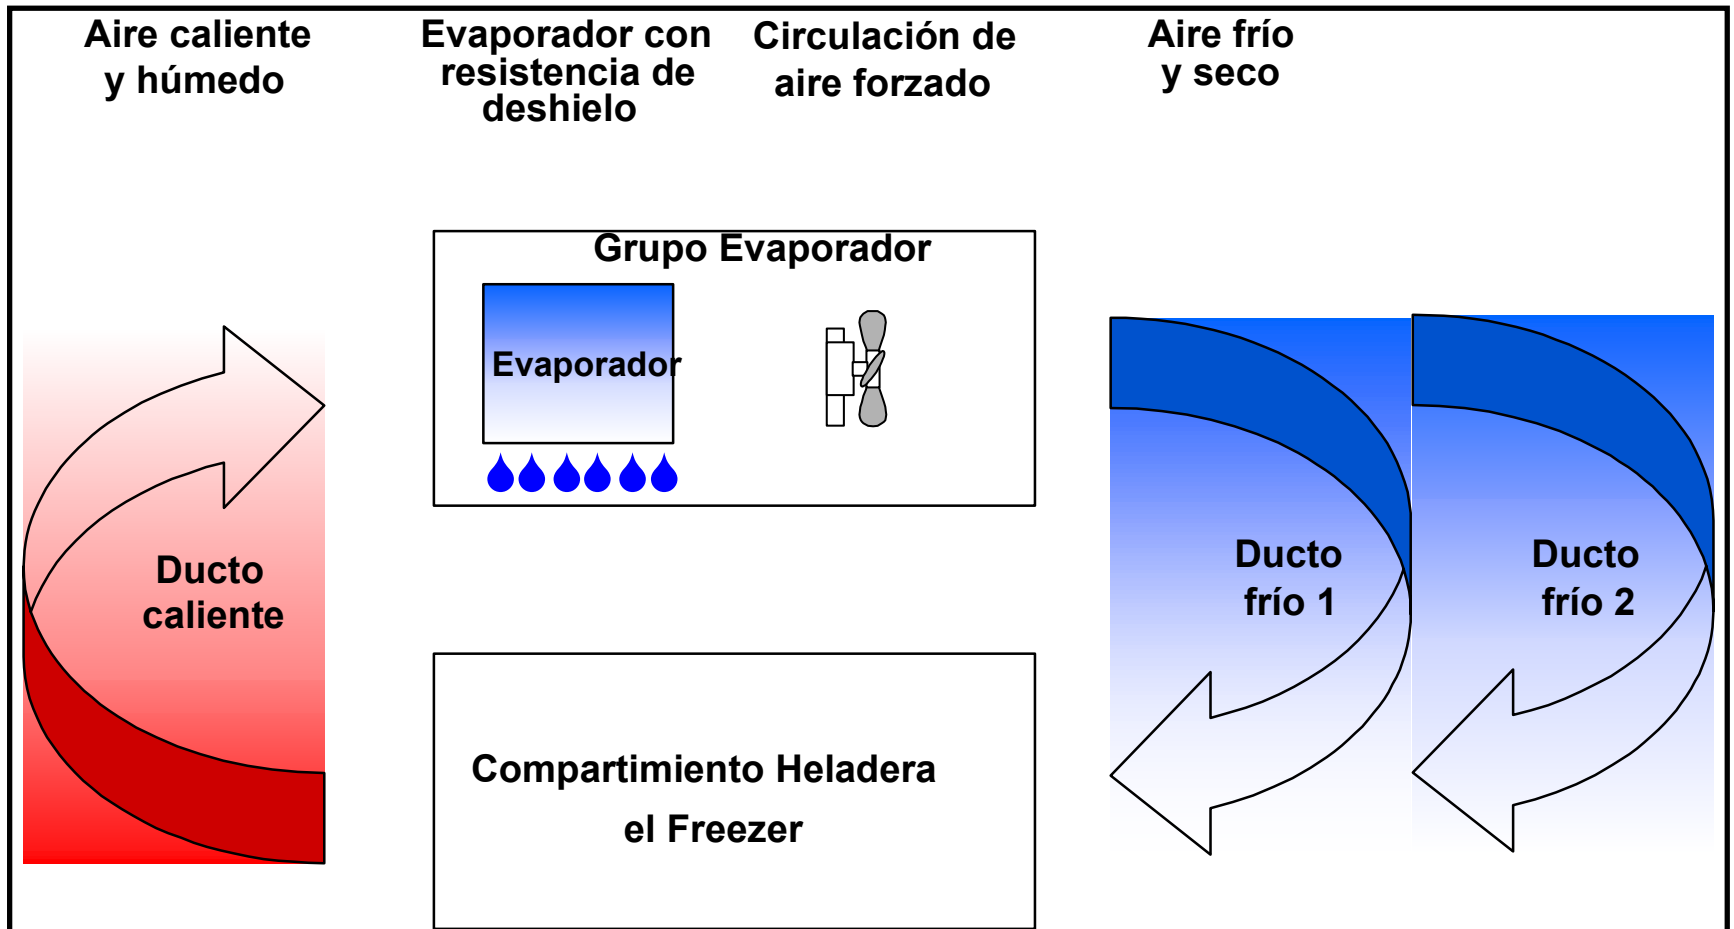 Aire caliente
y húmedo
Evaporador con
resistencia de
deshielo
Circulación de
aire forzado
Aire frío
y seco
Grupo Evaporador
Evaporador
Ducto
caliente
Ducto
frío 1
Ducto
frío 2
Compartimiento Heladera
el Freezer